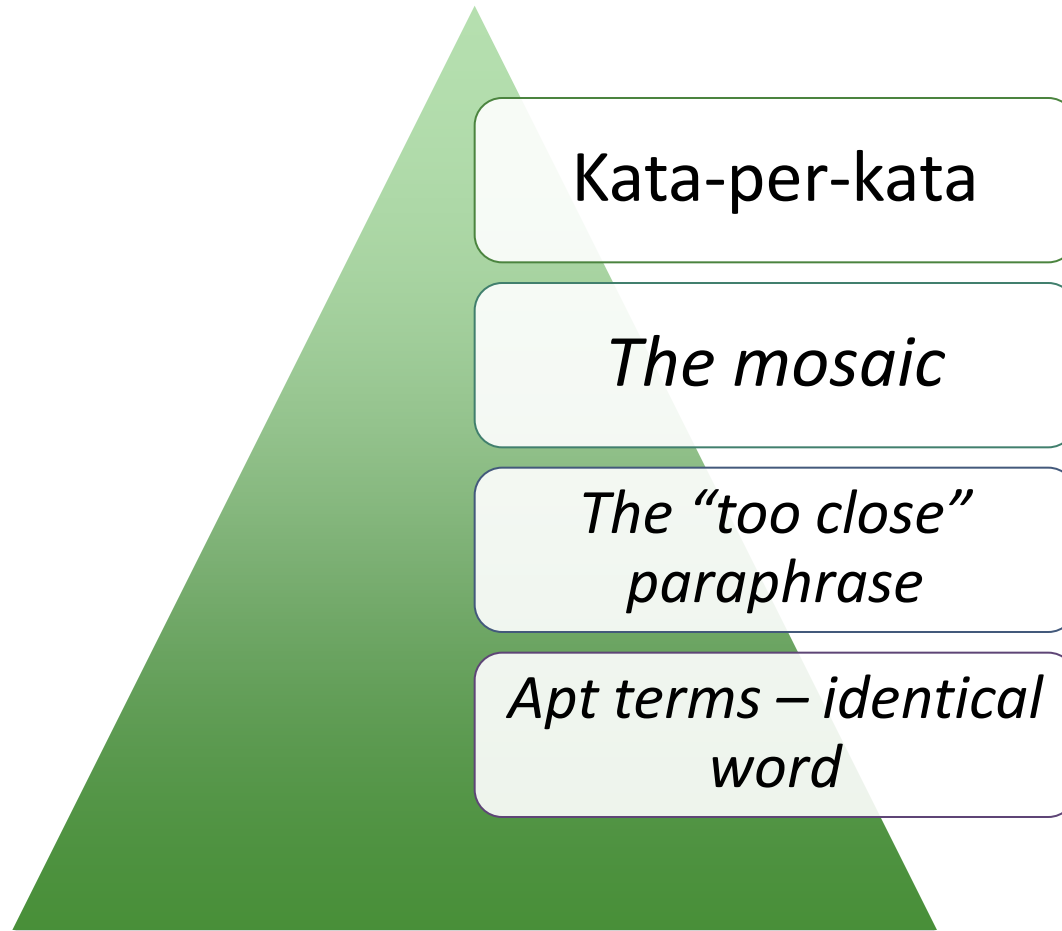 Kata-per-kata
The mosaic
The “too close”
paraphrase
Apt terms – identical
word